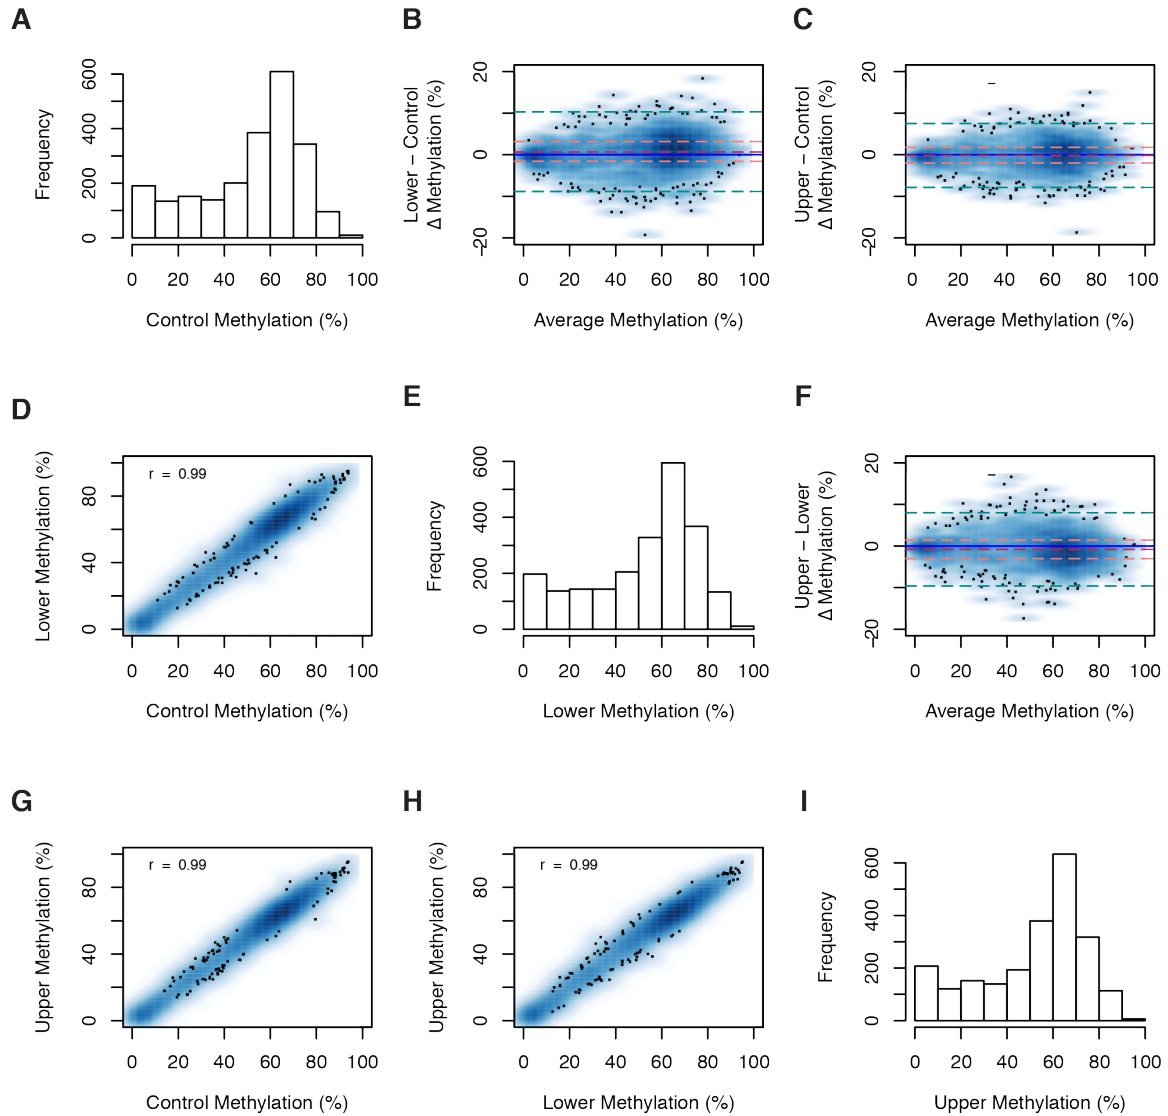 A
Frequency
0 200 400 600
0 20 40 60 80 100
Control Methylation (%)
B
Lower − Control
Δ Methylation (%)
−20 0 20
0 20 40 60 80 100
Average Methylation (%)
C
Upper − Control
Δ Methylation (%)
−20 0 20
0 20 40 60 80 100
Average Methylation (%)
D
Lower Methylation (%)
0 40 80
r = 0.99
0 20 40 60 80 100
Control Methylation (%)
E
Frequency
0 200 400 600
0 20 40 60 80 100
Lower Methylation (%)
F
Upper − Lower
Δ Methylation (%)
−20 0 20
0 20 40 60 80 100
Average Methylation (%)
G
Upper Methylation (%)
0 40 80
r = 0.99
0 20 40 60 80 100
Control Methylation (%)
H
Upper Methylation (%)
0 40 80
r = 0.99
0 20 40 60 80 100
Lower Methylation (%)
I
Frequency
0 200 400 600
0 20 40 60 80 100
Upper Methylation (%)